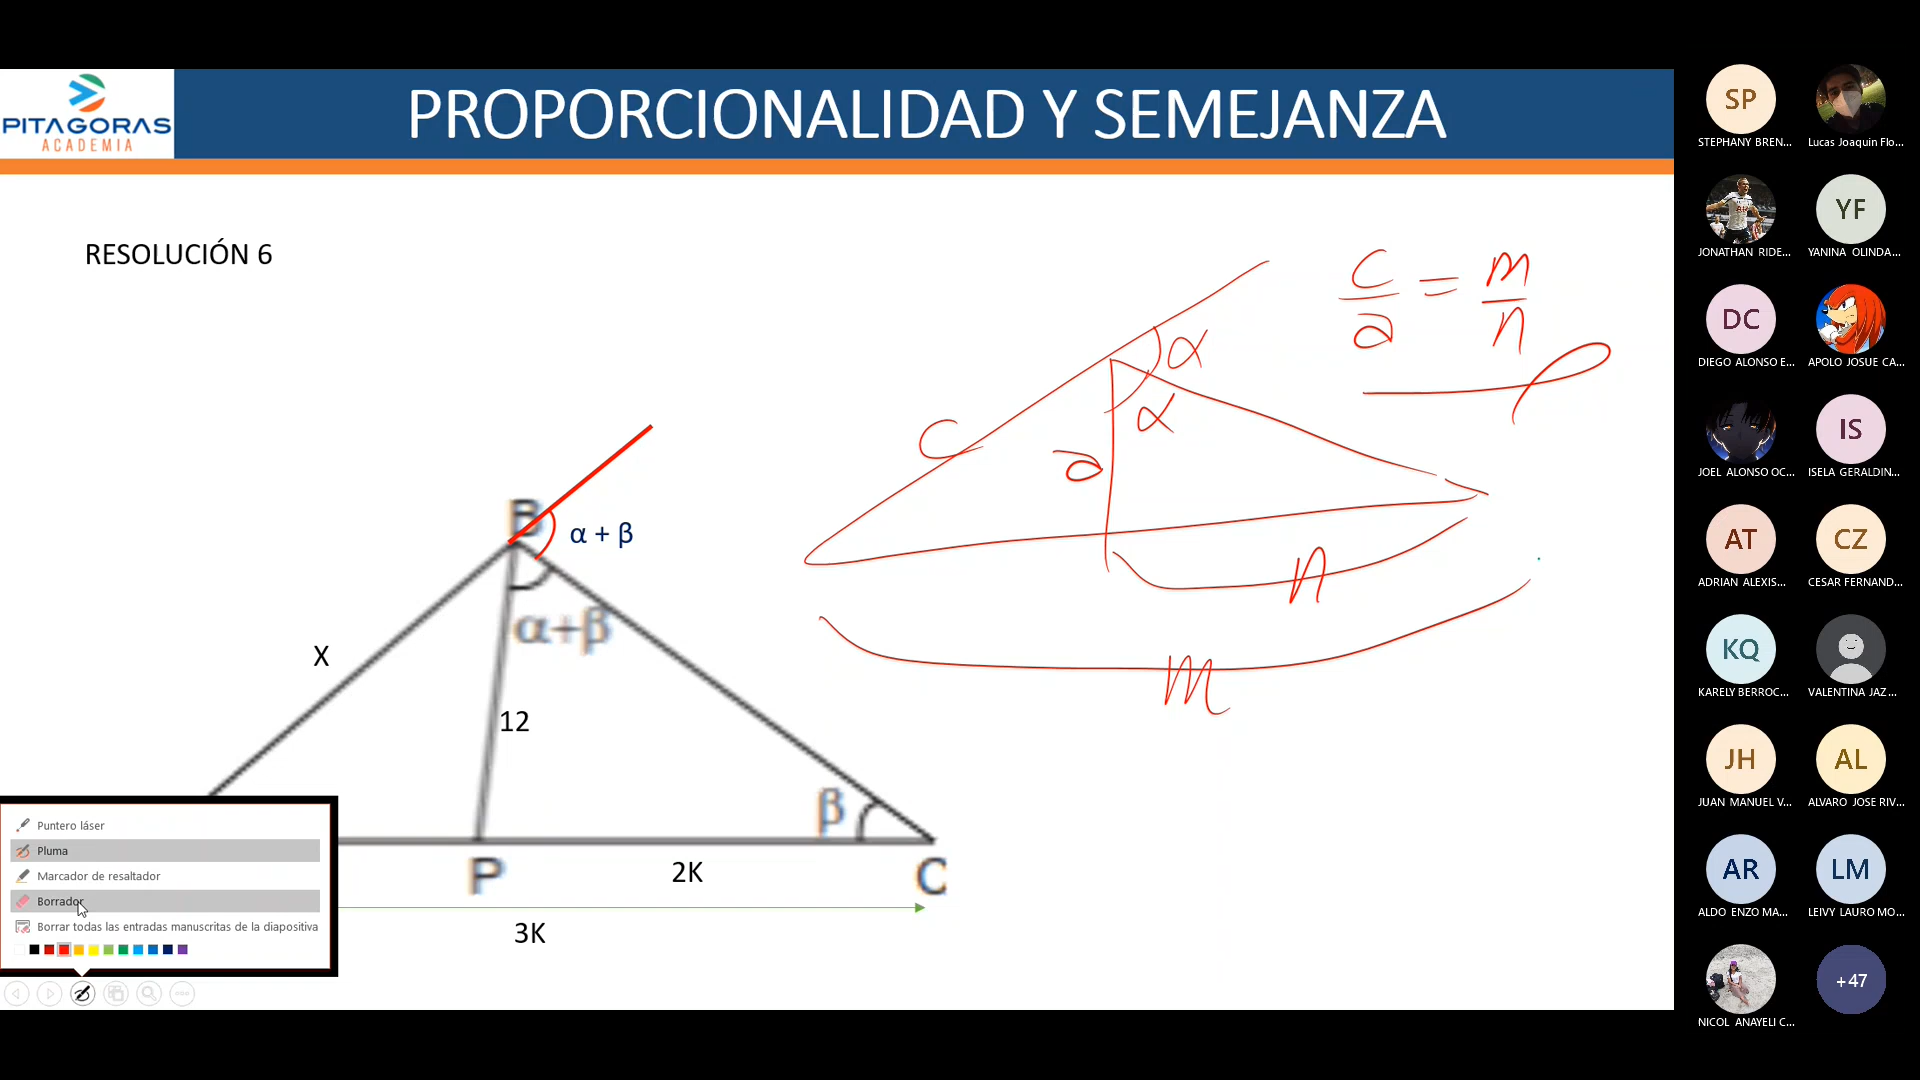 PITAGORAS
ACADEMIA
PROPORCIONALIDAD Y SEMEJANZA
RESOLUCIÓN 6
c/a = m/n
α
α
c
a
n
m
B
α + β
α+β
X
12
β
P
2K
C
3K
Puntero láser
Pluma
Marcador de resaltador
Borrador
Borrar todas las entradas manuscritas de la diapositiva
SP
STEPHANY BREN...
Lucas Joaquin Flo...
JONATHAN RIDE...
YF
YANINA OLINDA...
DC
DIEGO ALONSO E...
APOLO JOSUE CA...
JOEL ALONSO OC...
IS
ISELA GERALDIN...
AT
ADRIAN ALEXIS...
CZ
CESAR FERNAND...
KQ
KARELY BERROC...
VALENTINA JAZ...
JH
JUAN MANUEL V...
AL
ALVARO JOSE RIV...
AR
ALDO ENZO MA...
LM
LEIVY LAURO MO...
NICOL ANAYELI C...
+47